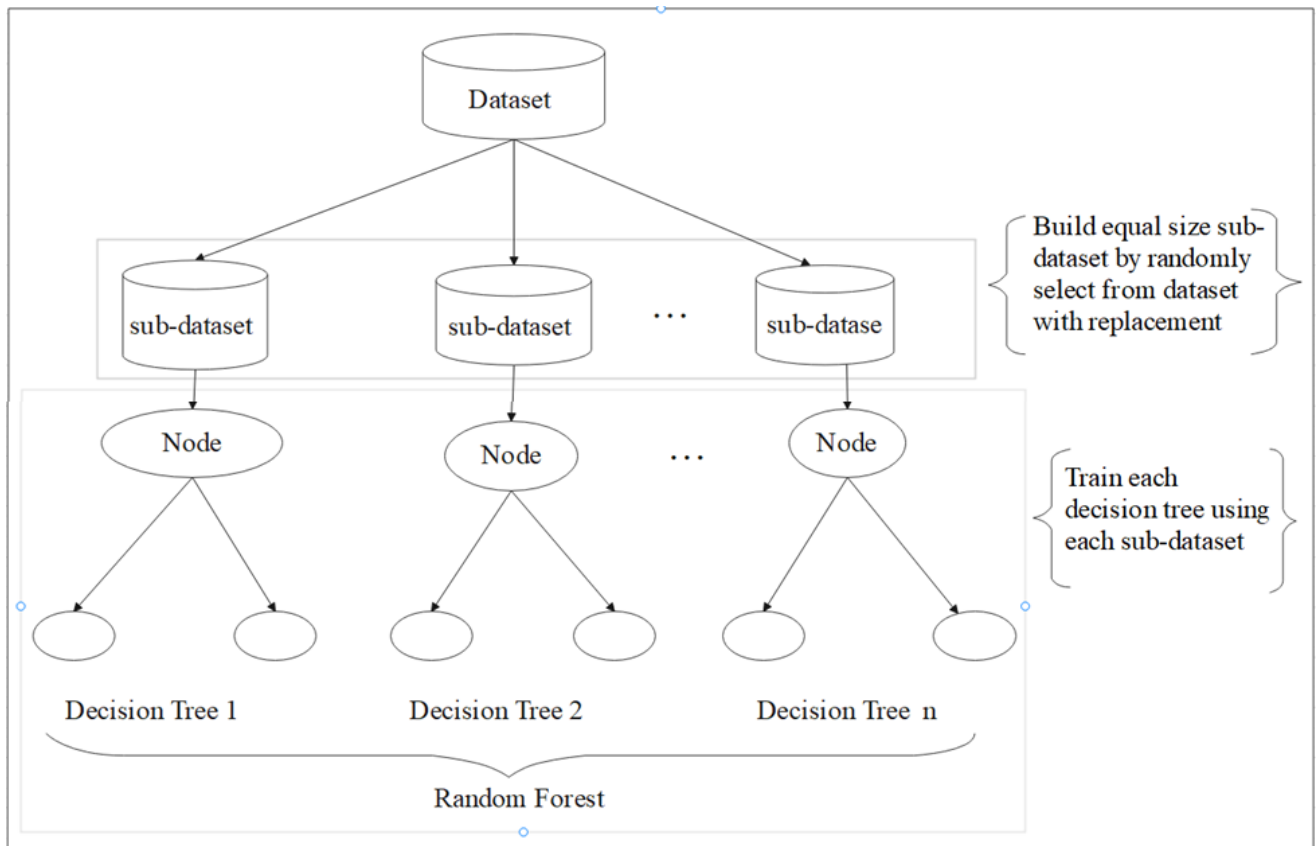 Dataset
Build equal size sub-
dataset by randomly
select from dataset
with replacement
sub-dataset
sub-dataset
...
sub-datase
Node
Node
...
Node
Train each
decision tree using
each sub-dataset
Decision Tree 1
Decision Tree 2
Decision Tree n
Random Forest